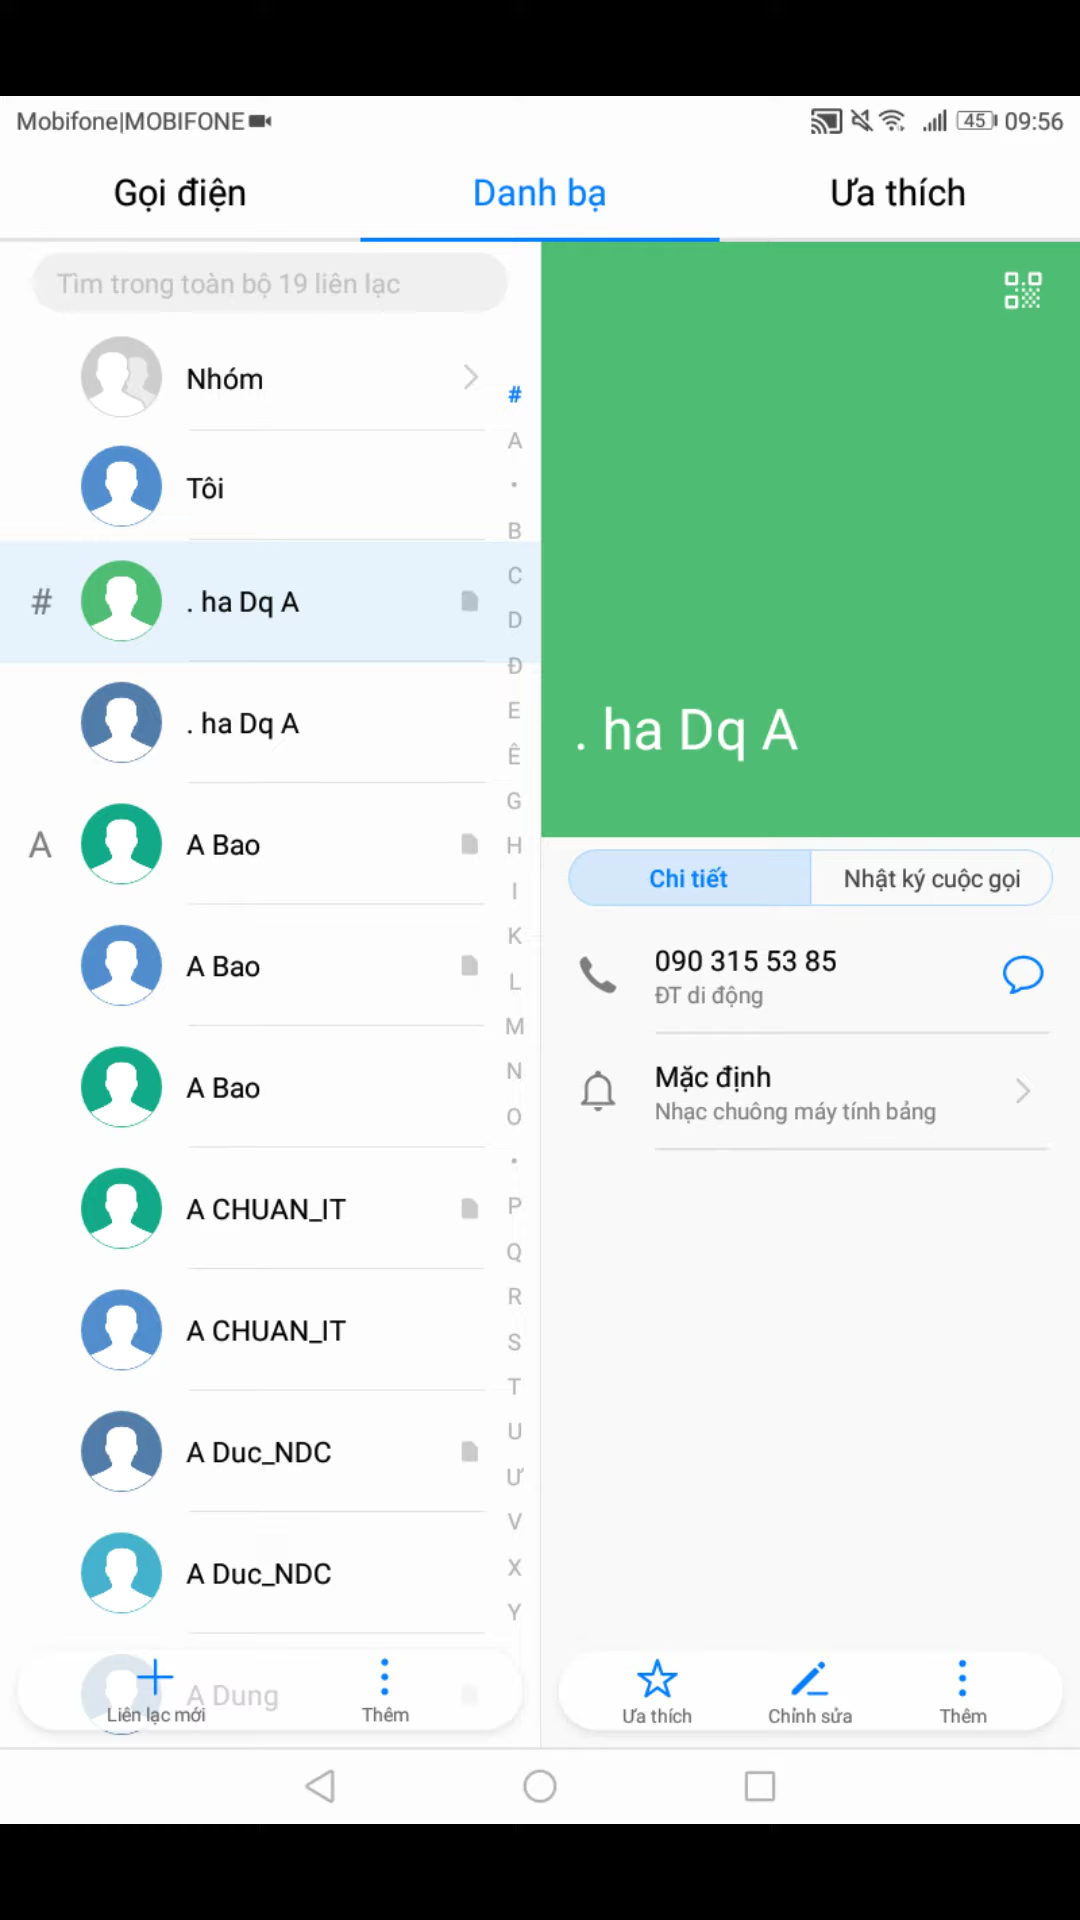 Mobifone|MOBIFONE
45 09:56
Gọi điện
Danh bạ
Ưa thích
Tìm trong toàn bộ 19 liên lạc
Nhóm
Tôi
# . ha Dq A
. ha Dq A
A A Bao
A Bao
A Bao
A CHUAN_IT
A CHUAN_IT
A Duc_NDC
A Duc_NDC
A Dung
Liên lạc mới
Thêm
#
A
•
B
C
D
Đ
E
Ê
G
H
I
K
L
M
N
O
•
P
Q
R
S
T
U
Ư
V
X
Y
. ha Dq A
Chi tiết
Nhật ký cuộc gọi
090 315 53 85
ĐT di động
Mặc định
Nhạc chuông máy tính bảng
Ưa thích
Chỉnh sửa
Thêm